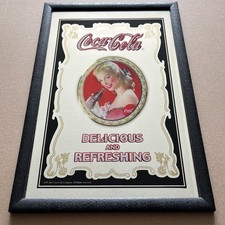 Coca-Cola
DELICIOUS
AND
REFRESHING